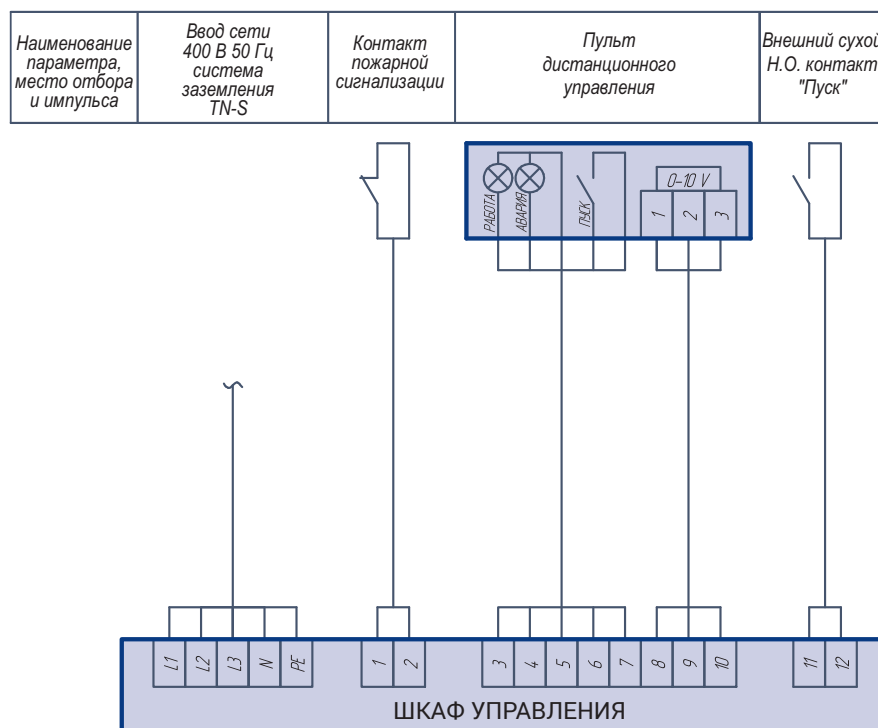 Наименование
параметра,
место отбора
и импульса
Ввод сети
400 В 50 Гц
система
заземления
TN-S
Контакт
пожарной
сигнализации
Пульт
дистанционного
управления
Внешний сухой
Н.О. контакт
"Пуск"
РАБОТА
АВАРИЯ
ПУСК
0-10 V
1
2
3
L1
L2
L3
N
PE
1
2
3
4
5
6
7
8
9
10
11
12
ШКАФ УПРАВЛЕНИЯ